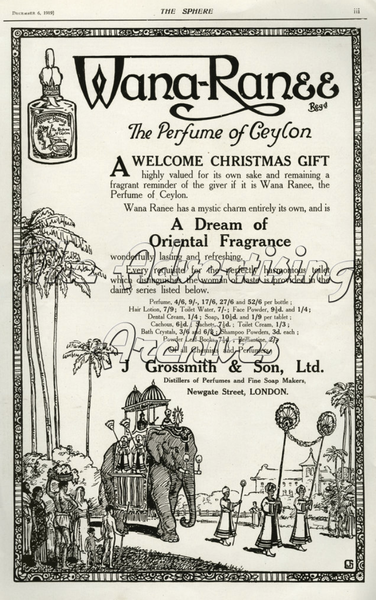 THE SPHERE
iii
Wana-Ranee
Regd
The Perfume of Ceylon
A WELCOME CHRISTMAS GIFT
highly valued for its own sake and remaining a
fragrant reminder of the giver if it is Wana Ranee, the
Perfume of Ceylon.
Wana Ranee has a mystic charm entirely its own, and is
A Dream of
Oriental Fragrance
wonderfully lasting and refreshing.
Every requisite for the perfectly harmonious toilet
which distinguishes the woman of taste is provided in the
dainty series listed below.
Perfume, 4/6, 9/-, 17/6, 27/6 and 52/6 per bottle;
Hair Lotion, 7/9; Toilet Water, 7/-; Face Powder, 9½d. and 1/4;
Dental Cream, 1/4; Soap, 10½d. and 1/9 per tablet;
Cachous, 6½d.; Sachets, 7½d.; Toilet Cream, 1/3;
Bath Crystals, 3/6 and 6/6; Shampoo Powders, 3d. each;
Powder Leaf Books,
Of all Chemists and Perfumers
J Grossmith & Son, Ltd.
Distillers of Perfumes and Fine Soap Makers,
Newgate Street, LONDON.
Advertising
Archives